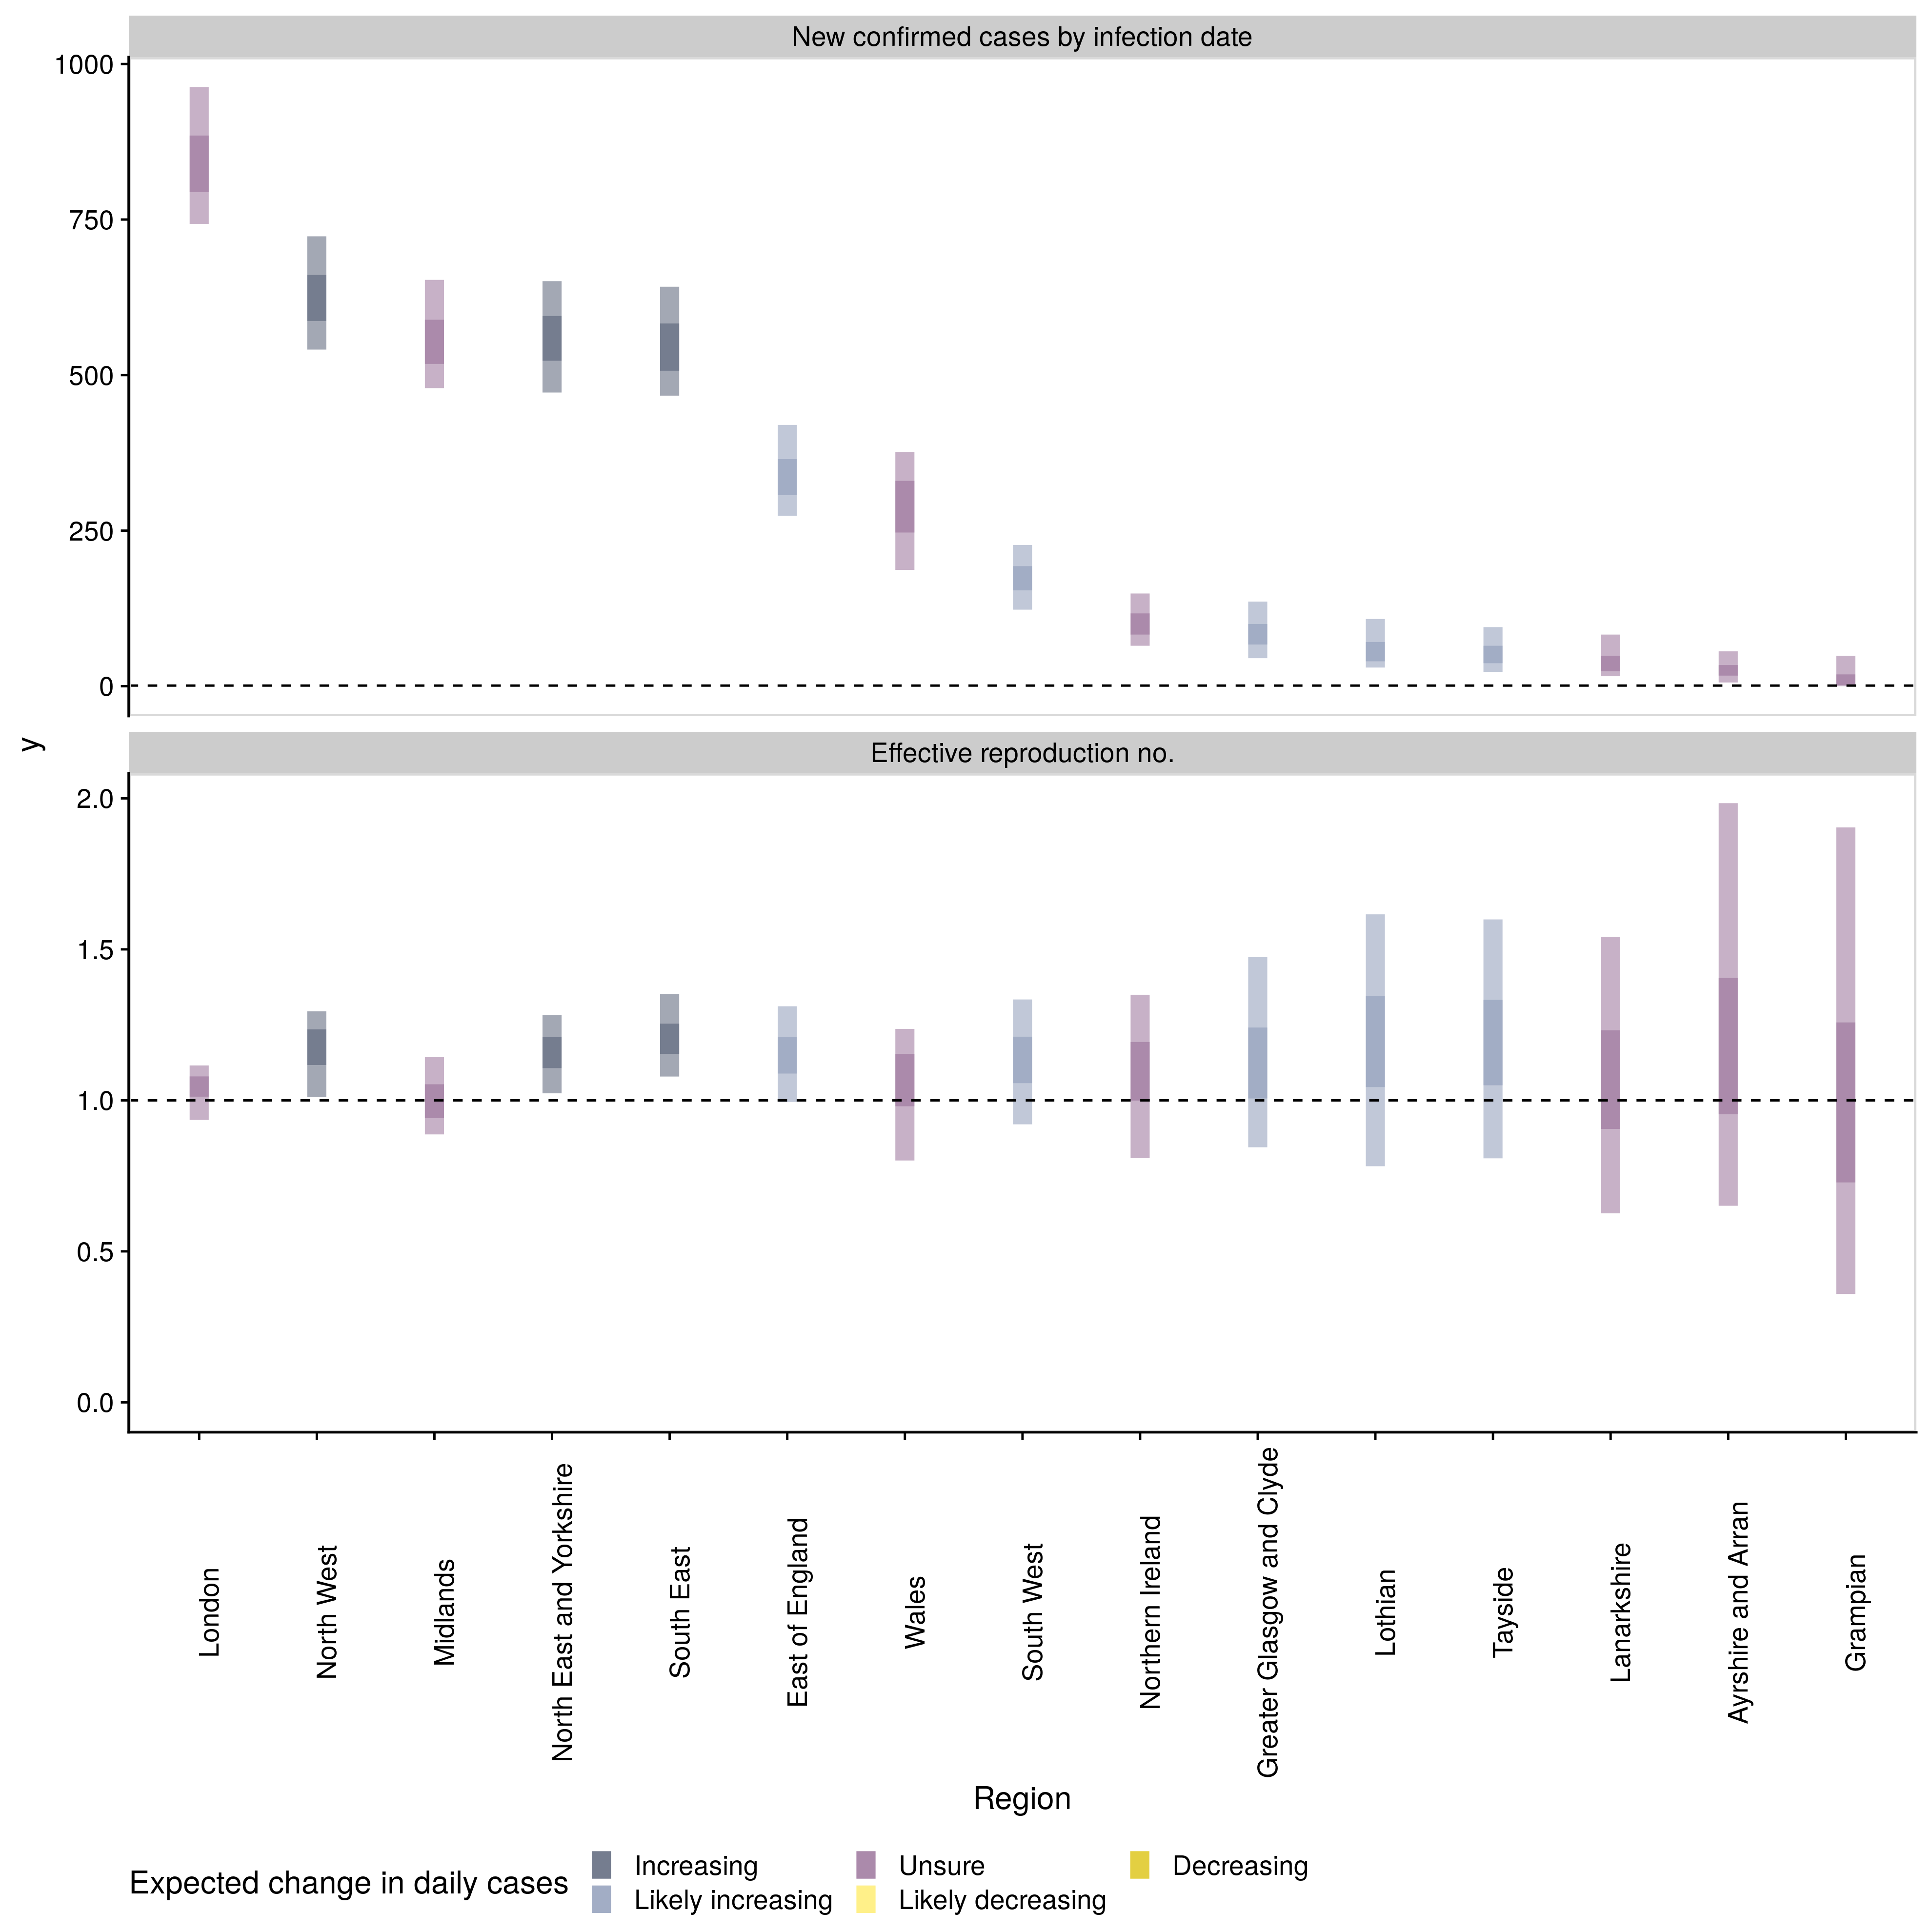 New confirmed cases by infection date
1000
750
500
250
0
y
Effective reproduction no.
2.0
1.5
1.0
0.5
0.0
London
North West
Midlands
North East and Yorkshire
South East
East of England
Wales
South West
Northern Ireland
Greater Glasgow and Clyde
Lothian
Tayside
Lanarkshire
Ayrshire and Arran
Grampian
Region
Expected change in daily cases
Increasing
Unsure
Decreasing
Likely increasing
Likely decreasing